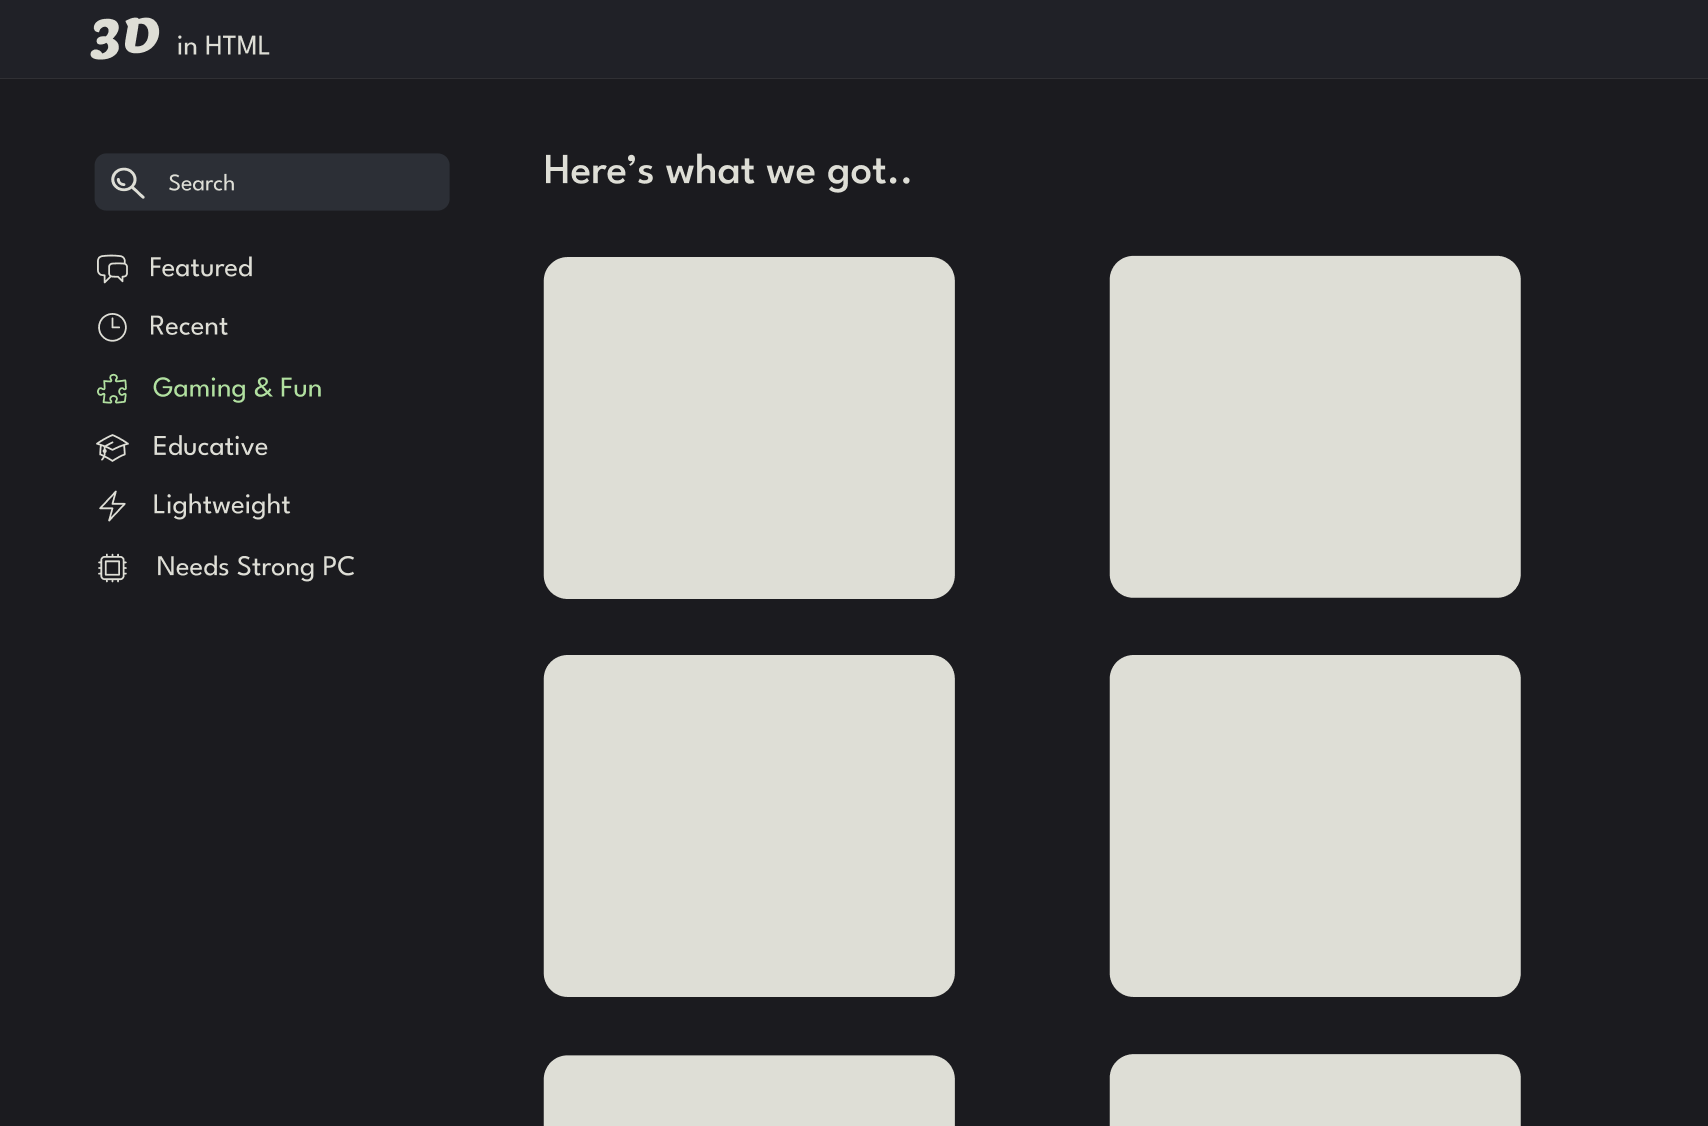 3D in HTML
Search
Here’s what we got..
Featured
Recent
Gaming & Fun
Educative
Lightweight
Needs Strong PC